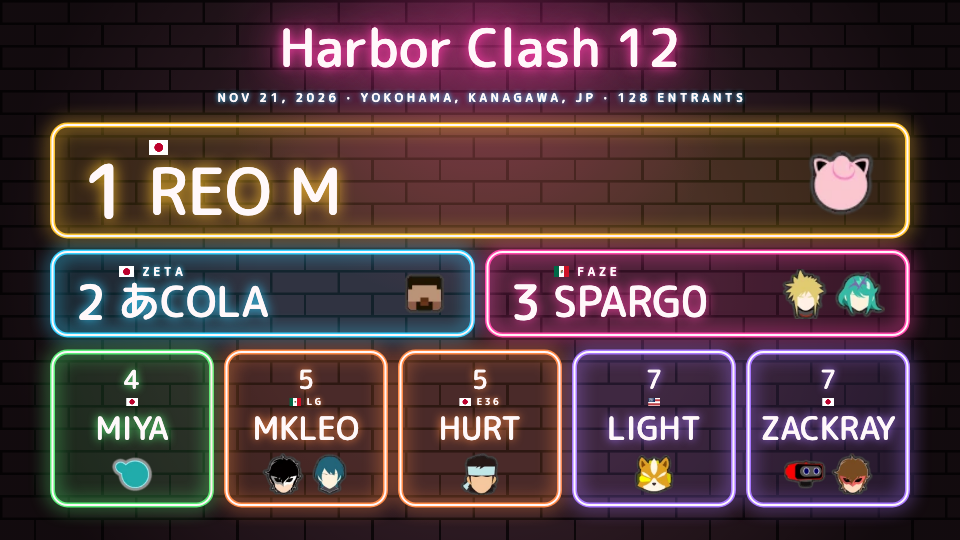 Harbor Clash 12
NOV 21, 2026 · YOKOHAMA, KANAGAWA, JP · 128 ENTRANTS
1 REO M
ZETA
2 あCOLA
FAZE
3 SPARG0
4
MIYA
5
LG
MKLEO
5
E36
HURT
7
LIGHT
7
ZACKRAY